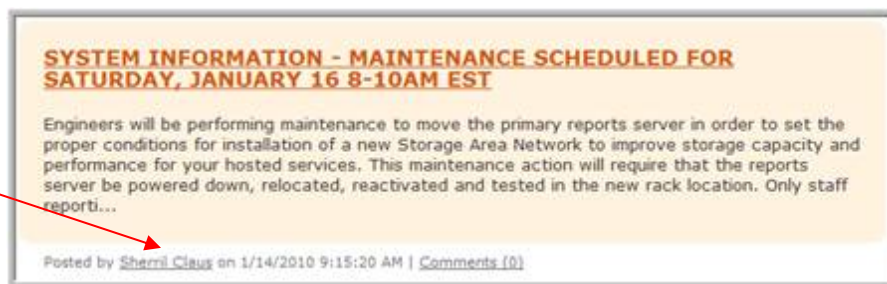 SYSTEM INFORMATION - MAINTENANCE SCHEDULED FOR
SATURDAY, JANUARY 16 8-10AM EST
Engineers will be performing maintenance to move the primary reports server in order to set the
proper conditions for installation of a new Storage Area Network to improve storage capacity and
performance for your hosted services. This maintenance action will require that the reports
server be powered down, relocated, reactivated and tested in the new rack location. Only staff
reporti...
Posted by Sherril Claus on 1/14/2010 9:15:20 AM | Comments (0)